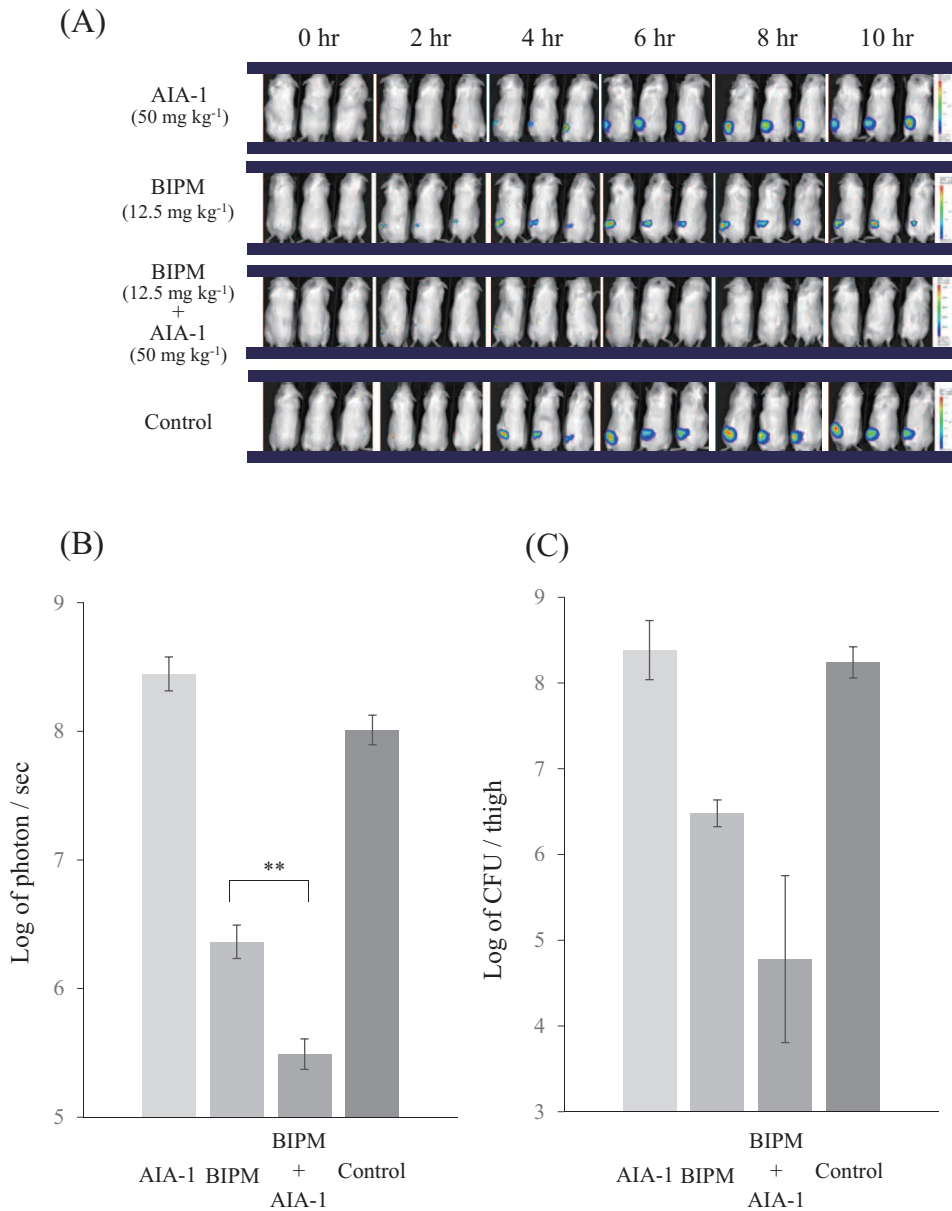 (A)
0 hr 2 hr 4 hr 6 hr 8 hr 10 hr
AIA-1
(50 mg kg⁻¹)
BIPM
(12.5 mg kg⁻¹)
BIPM
(12.5 mg kg⁻¹)
+
AIA-1
(50 mg kg⁻¹)
Control
(B)
9
8
7
6
5
Log of photon / sec
**
AIA-1
BIPM
BIPM
+
AIA-1
Control
(C)
9
8
7
6
5
4
3
Log of CFU / thigh
AIA-1
BIPM
BIPM
+
AIA-1
Control